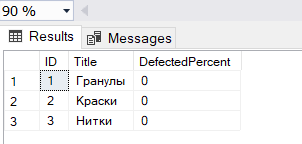 90 %
Results Messages
ID Title DefectedPercent
1 1 Гранулы 0
2 2 Краски 0
3 3 Нитки 0